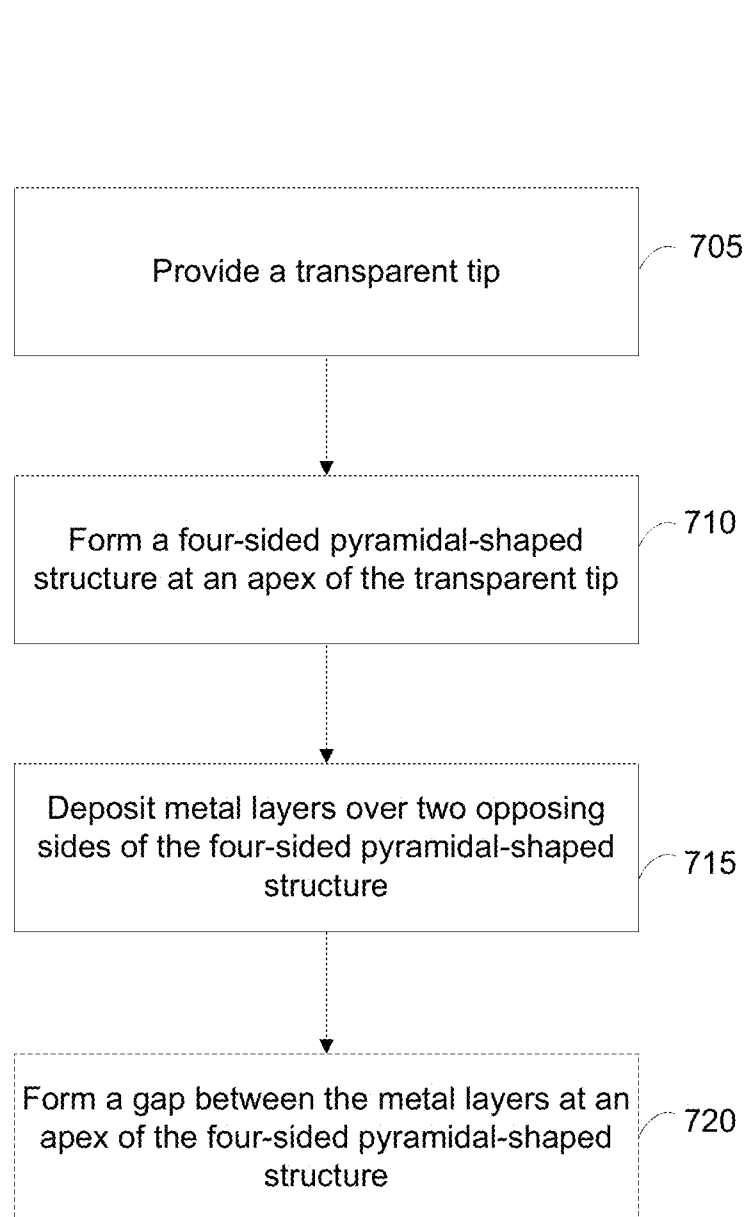 Provide a transparent tip
705
Form a four-sided pyramidal-shaped
structure at an apex of the transparent tip
710
Deposit metal layers over two opposing
sides of the four-sided pyramidal-shaped
structure
715
Form a gap between the metal layers at an
apex of the four-sided pyramidal-shaped
structure
720